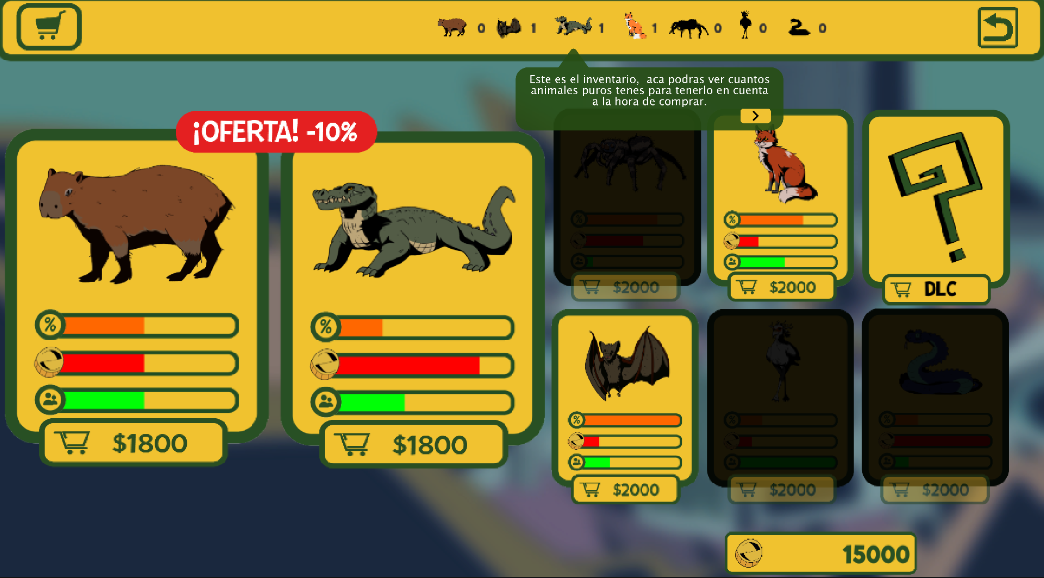 0 1 1 1 0 0 0
Este es el inventario, aca podras ver cuantos
animales puros tenes para tenerlo en cuenta
a la hora de comprar.
>
¡OFERTA! -10%
%
$1800
%
$1800
%
$2000
%
$2000
?
DLC
%
$2000
%
$2000
%
$2000
15000